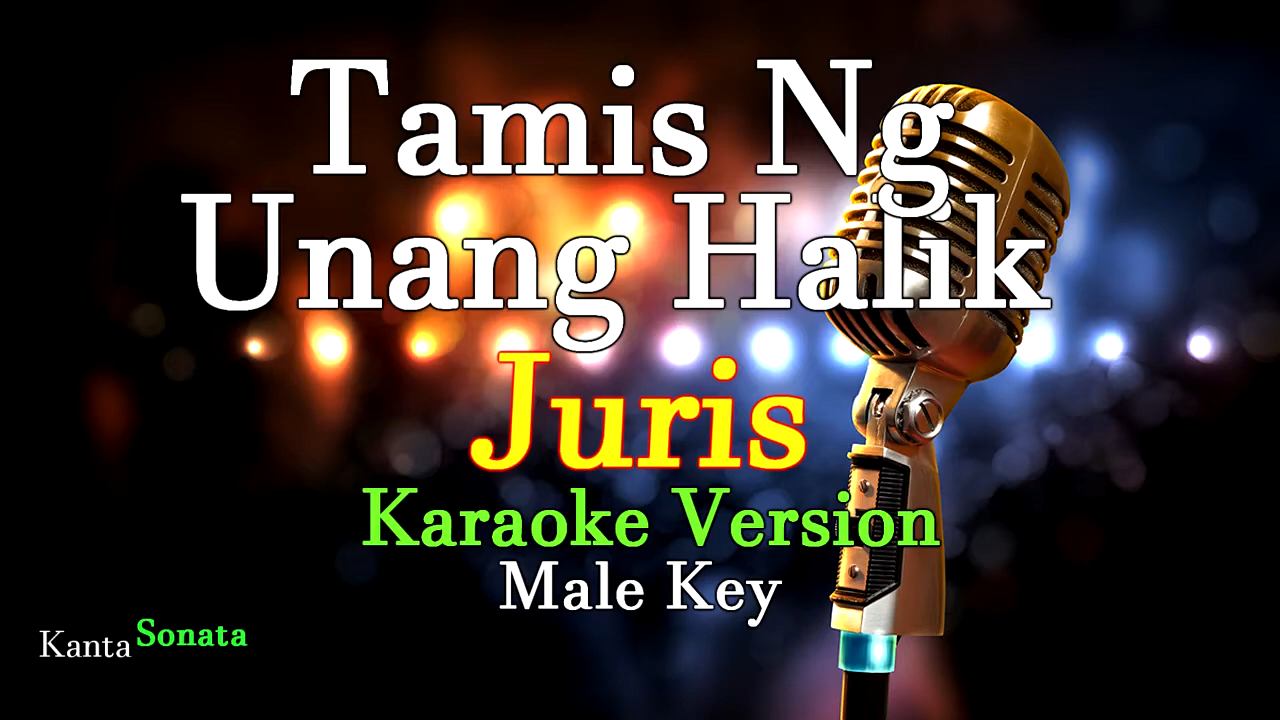 Tamis Ng
Unang Halik
Juris
Karaoke Version
Male Key
Kanta Sonata